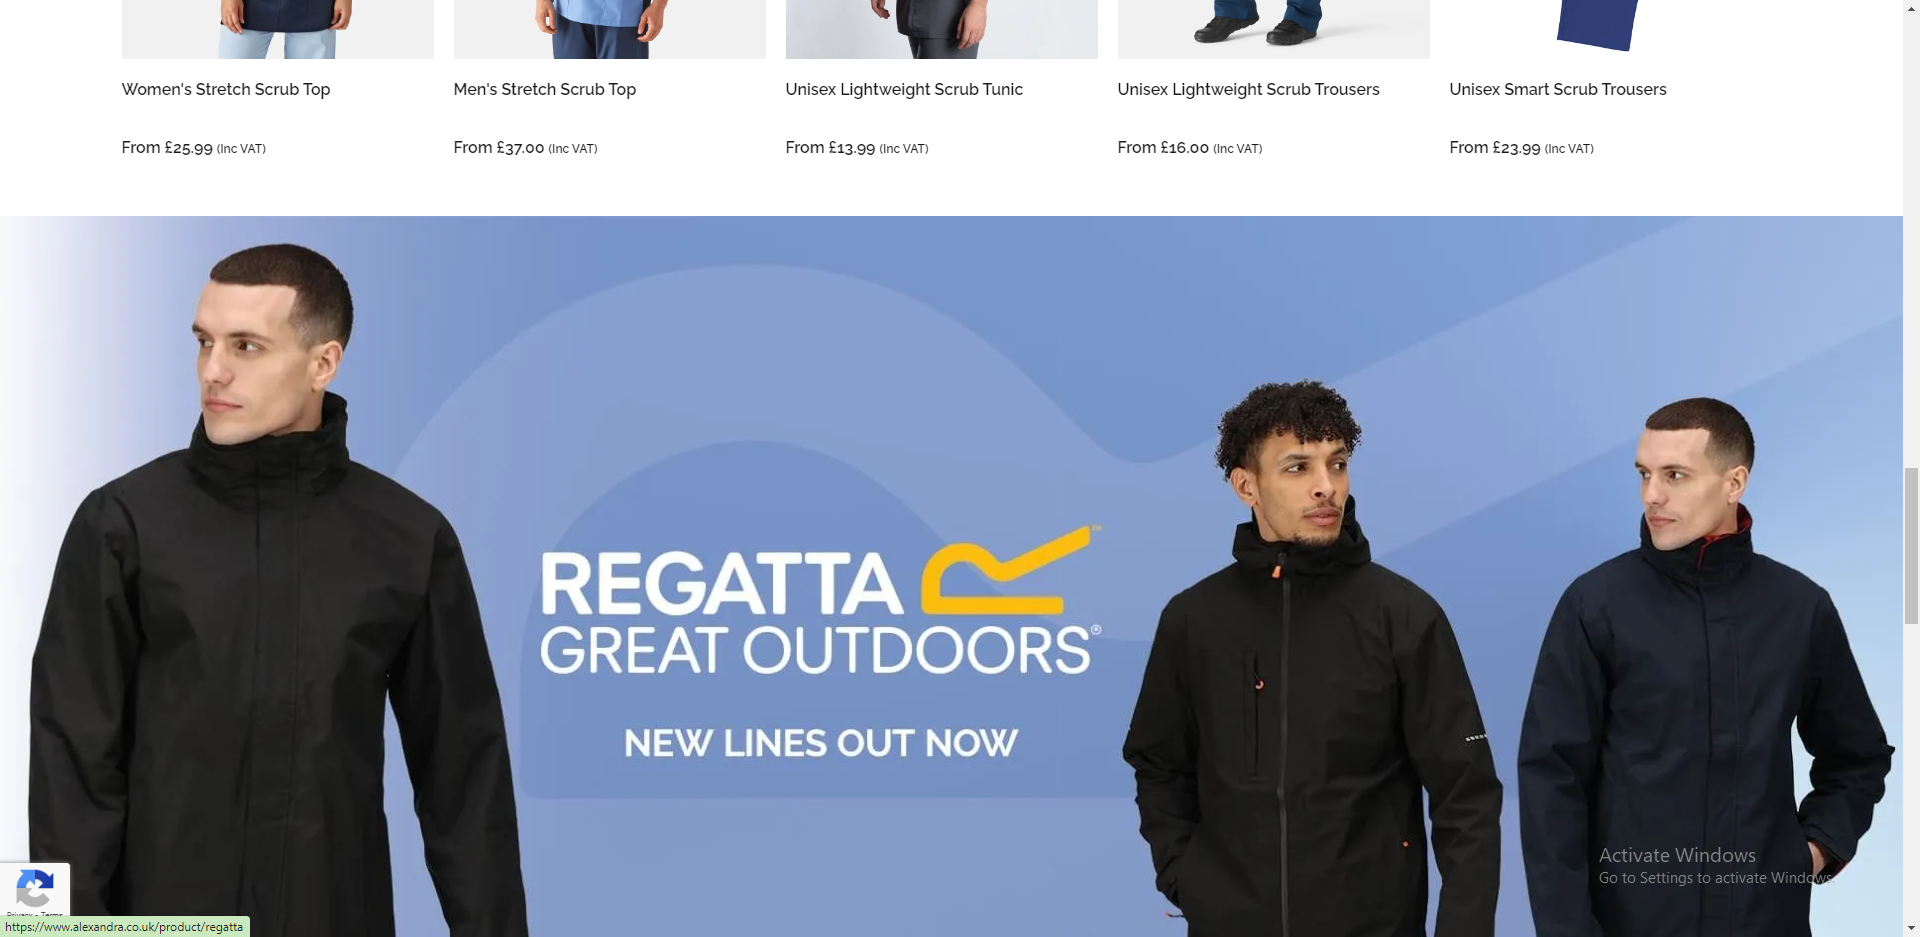 Women's Stretch Scrub Top
Men's Stretch Scrub Top
Unisex Lightweight Scrub Tunic
Unisex Lightweight Scrub Trousers
Unisex Smart Scrub Trousers
From £25.99 (Inc VAT)
From £37.00 (Inc VAT)
From £13.99 (Inc VAT)
From £16.00 (Inc VAT)
From £23.99 (Inc VAT)
REGATTA ™
GREAT OUTDOORS®
NEW LINES OUT NOW
Activate Windows
Go to Settings to activate Windows.
Privacy - Terms
https://www.alexandra.co.uk/product/regatta